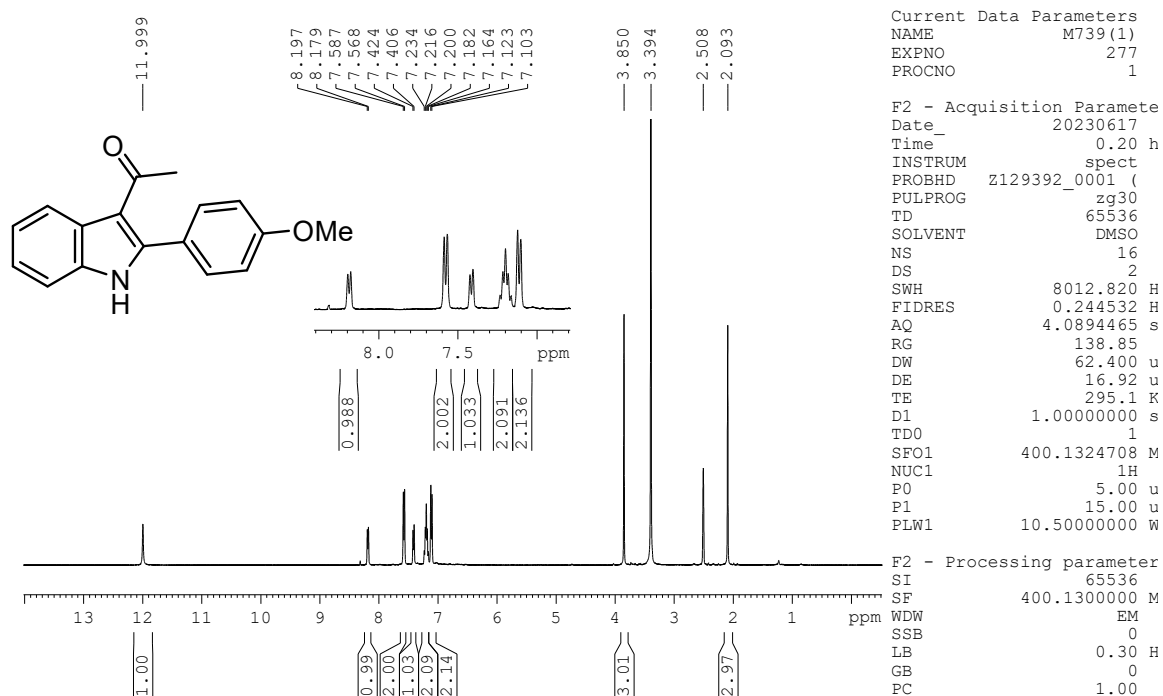 11.999
8.197
8.179
7.587
7.568
7.424
7.406
7.234
7.216
7.200
7.182
7.164
7.123
7.103
3.850
3.394
2.508
2.093
O
OMe
N
H
8.0 7.5 ppm
0.988
2.002
1.033
2.091
2.136
13 12 11 10 9 8 7 6 5 4 3 2 1 ppm
1.00
0.99
2.00
1.03
2.09
2.14
3.01
2.97
Current Data Parameters
NAME M739(1)
EXPNO 277
PROCNO 1
F2 - Acquisition Paramete
Date_ 20230617
Time 0.20 h
INSTRUM spect
PROBHD Z129392_0001 (
PULPROG zg30
TD 65536
SOLVENT DMSO
NS 16
DS 2
SWH 8012.820 H
FIDRES 0.244532 H
AQ 4.0894465 s
RG 138.85
DW 62.400 u
DE 16.92 u
TE 295.1 K
D1 1.00000000 s
TD0 1
SFO1 400.1324708 M
NUC1 1H
P0 5.00 u
P1 15.00 u
PLW1 10.50000000 W
F2 - Processing parameter
SI 65536
SF 400.1300000 M
WDW EM
SSB 0
LB 0.30 H
GB 0
PC 1.00